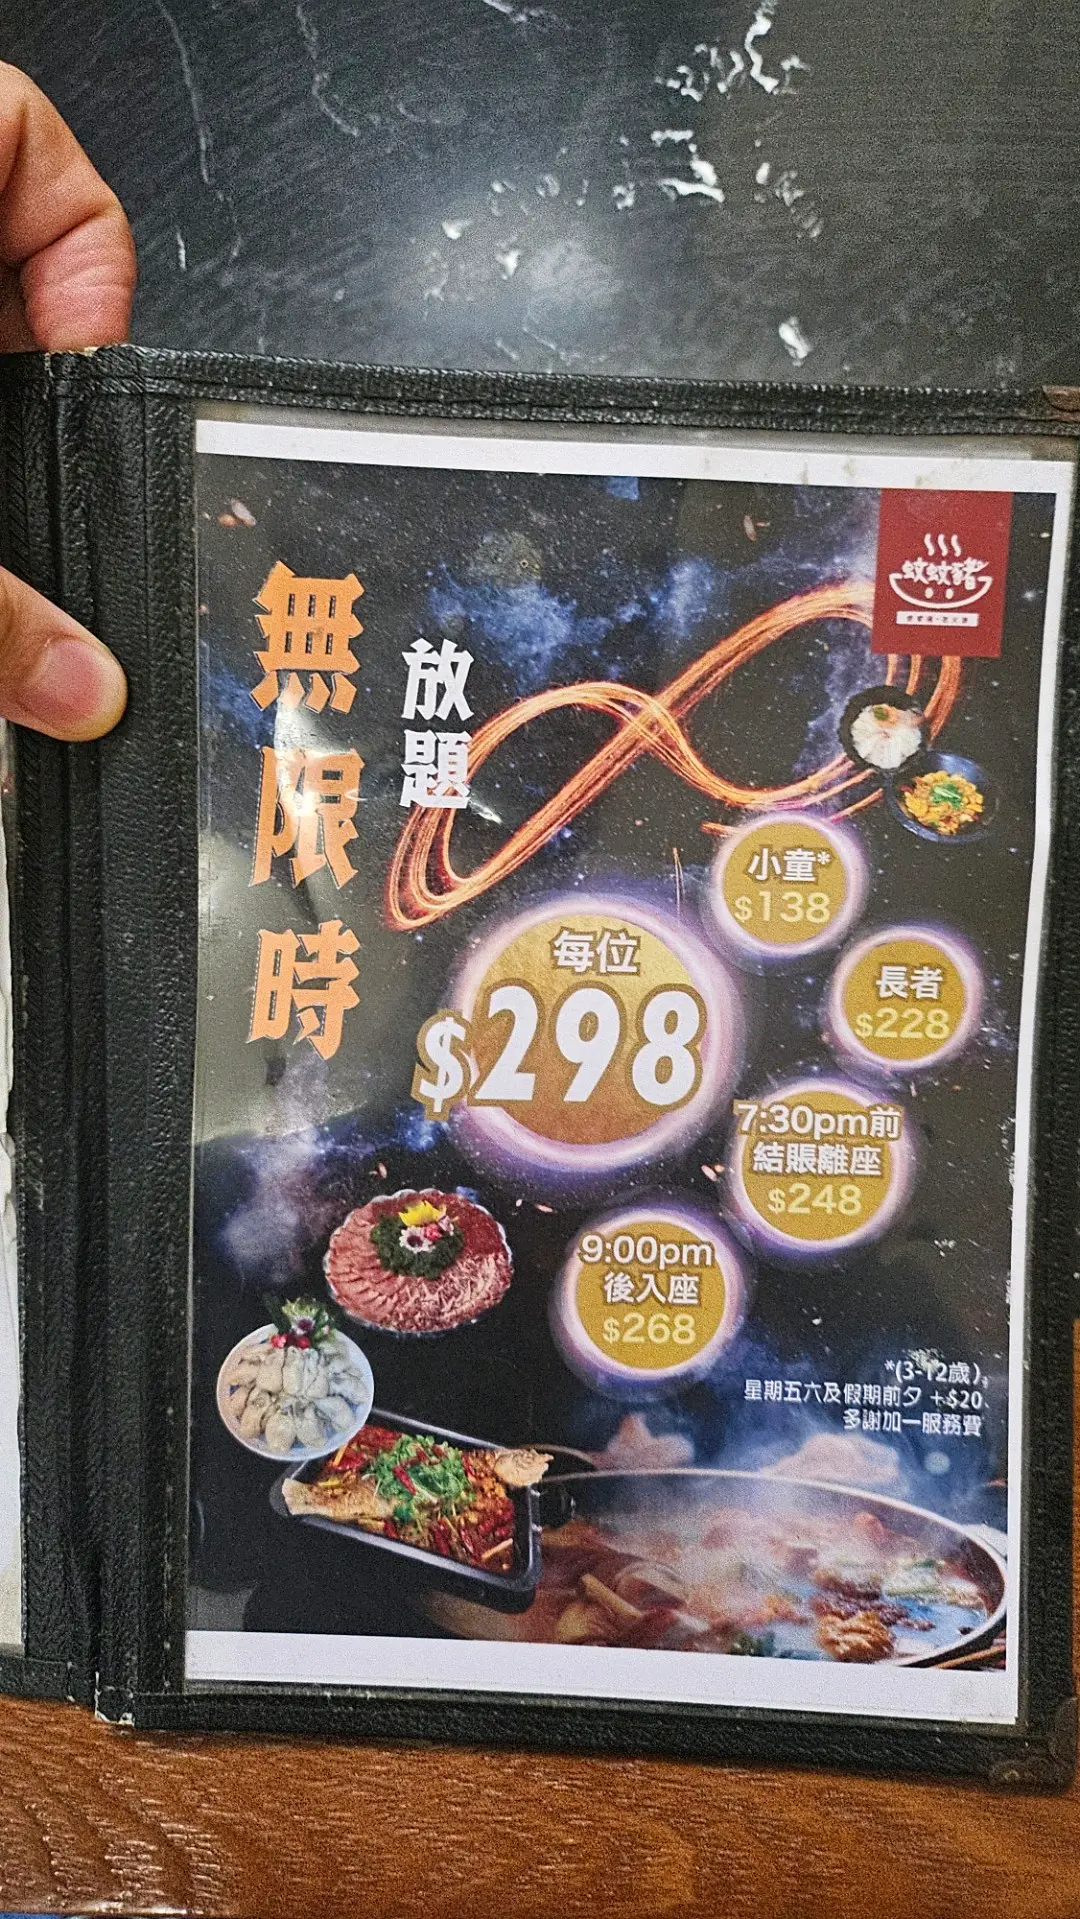 無限時
放題
蚊蚊豬
小童*
$138
每位
$298
長者
$228
7:30pm前
結賬離座
$248
9:00pm
後入座
$268
*(3-12歲)
星期五六及假期前夕 +$20
多謝加一服務費